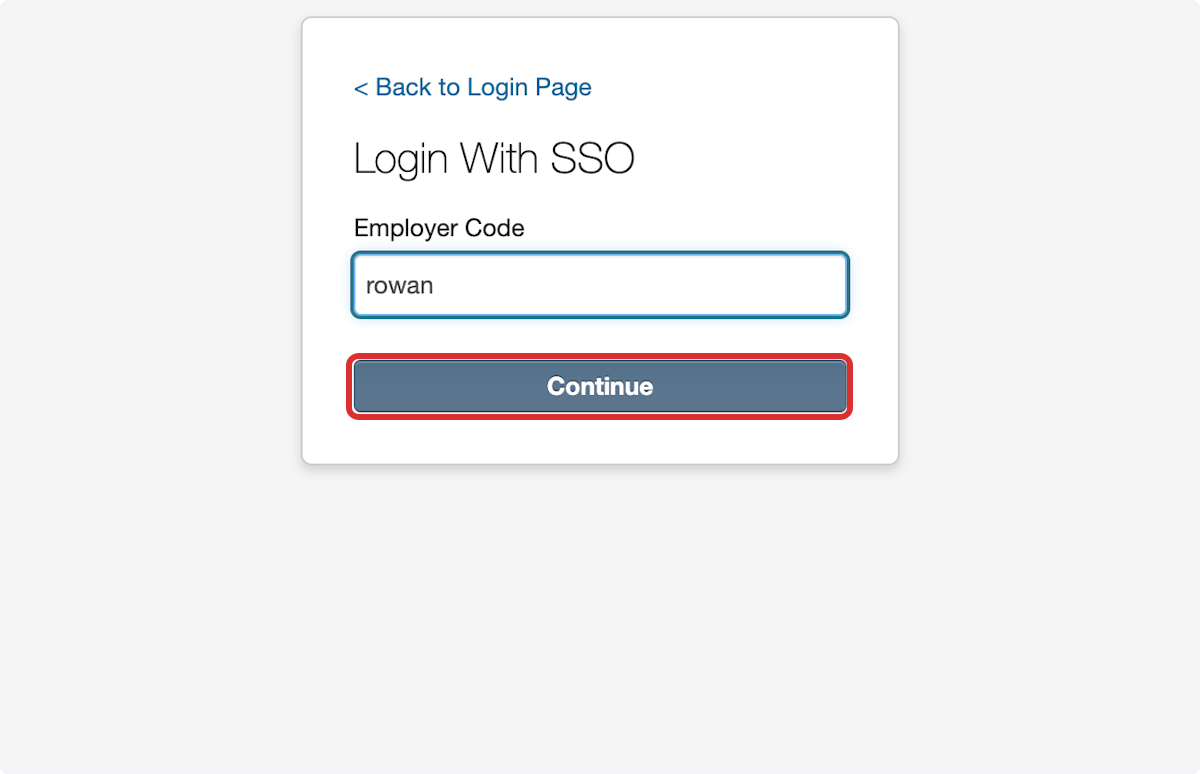 < Back to Login Page
Login With SSO
Employer Code
rowan
Continue